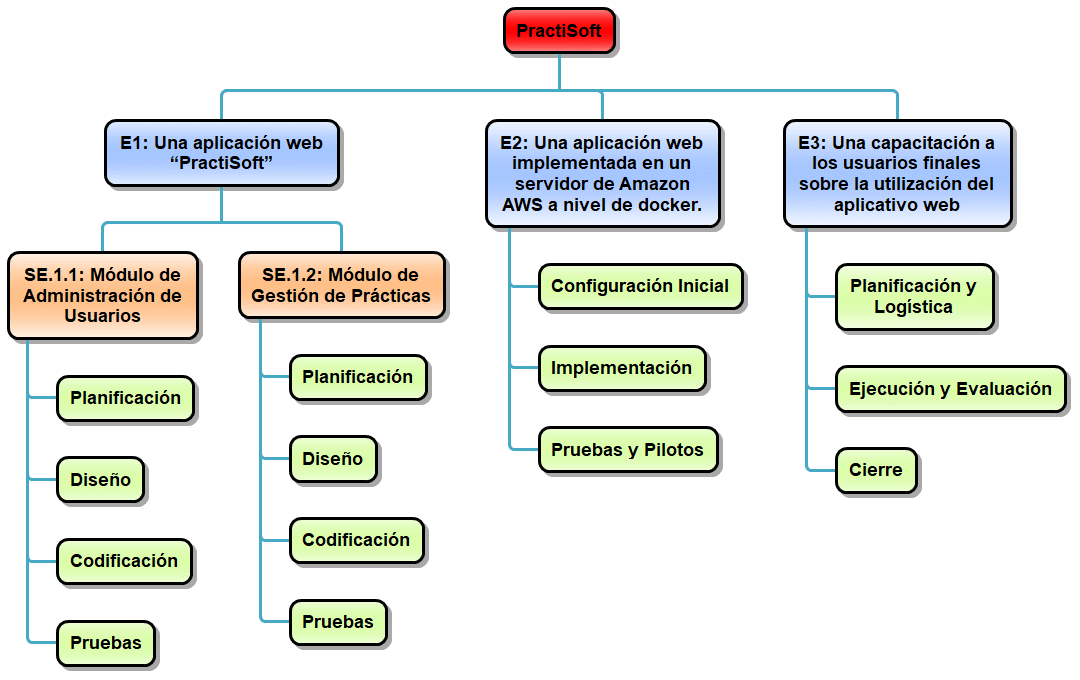 PractiSoft
E1: Una aplicación web
“PractiSoft”
E2: Una aplicación web
implementada en un
servidor de Amazon
AWS a nivel de docker.
E3: Una capacitación a
los usuarios finales
sobre la utilización del
aplicativo web
SE.1.1: Módulo de
Administración de
Usuarios
Planificación
Diseño
Codificación
Pruebas
SE.1.2: Módulo de
Gestión de Prácticas
Planificación
Diseño
Codificación
Pruebas
Configuración Inicial
Implementación
Pruebas y Pilotos
Planificación y
Logística
Ejecución y Evaluación
Cierre